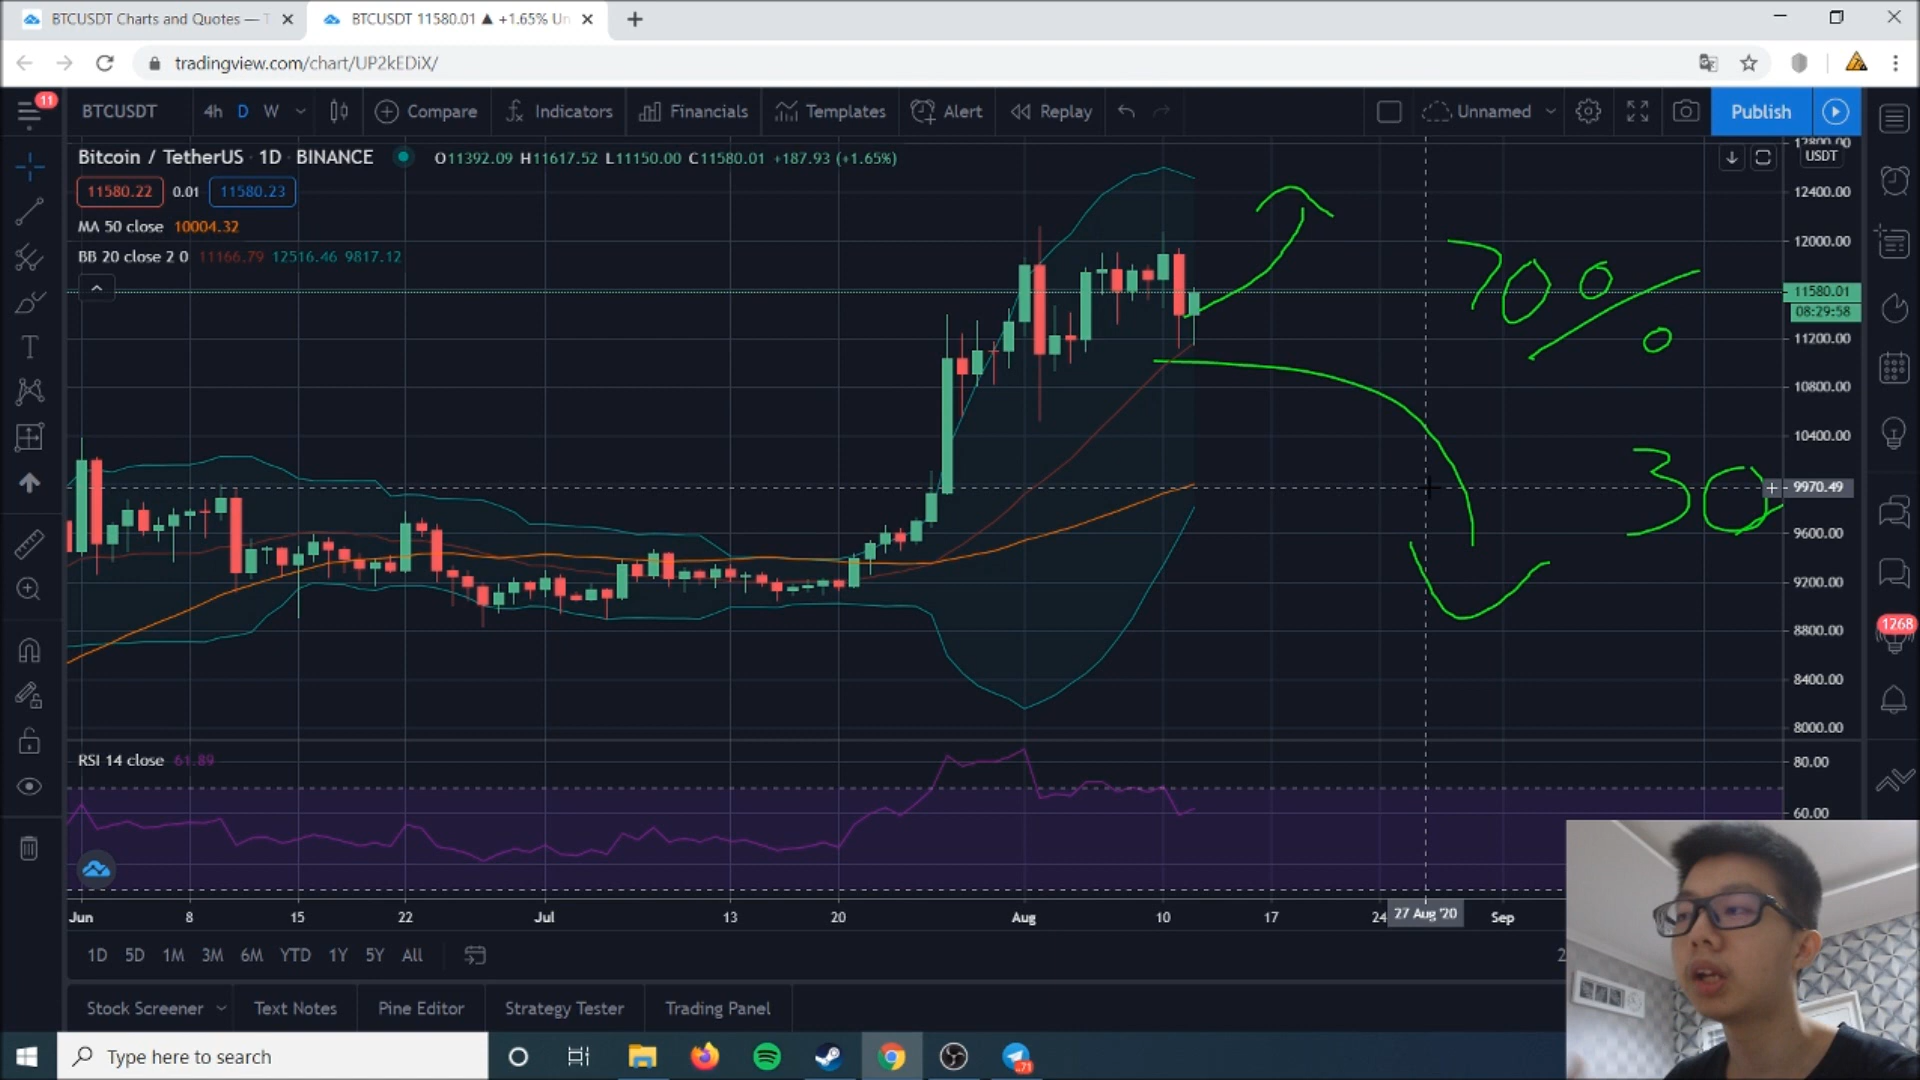 BTCUSDT Charts and Quotes — T
BTCUSDT 11580.01 ▲ +1.65% Un
tradingview.com/chart/UP2kEDiX/
11
BTCUSDT
4h
D
W
Compare
Indicators
Financials
Templates
Alert
Replay
Unnamed
Publish
Bitcoin / TetherUS 1D BINANCE
O11392.09 H11617.52 L11150.00 C11580.01 +187.93 (+1.65%)
11580.22
0.01
11580.23
MA 50 close 10004.32
BB 20 close 2 0 11166.79 12516.46 9817.12
12800.00
USDT
12400.00
12000.00
11580.01
08:29:58
11200.00
10800.00
10400.00
9970.49
9600.00
9200.00
8800.00
8400.00
8000.00
70%
30
1268
RSI 14 close 61.89
80.00
60.00
Jun
8
15
22
Jul
13
20
Aug
10
17
24
27 Aug '20
Sep
1D
5D
1M
3M
6M
YTD
1Y
5Y
All
2
Stock Screener
Text Notes
Pine Editor
Strategy Tester
Trading Panel
Type here to search
71